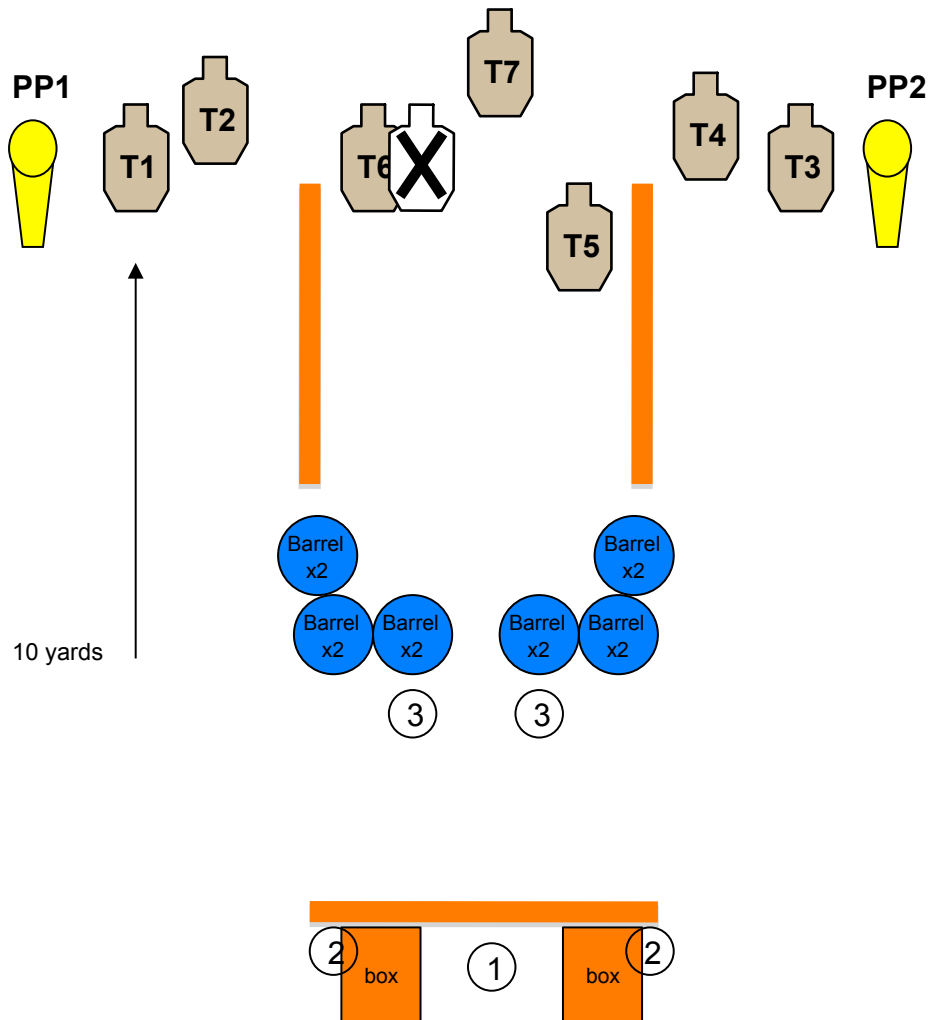 T7
PP1
PP2
T2
T4
T1
T6
X
T3
T5
Barrel
x2
Barrel
x2
Barrel
x2
Barrel
x2
Barrel
x2
Barrel
x2
10 yards
3
3
2
box
1
box
2